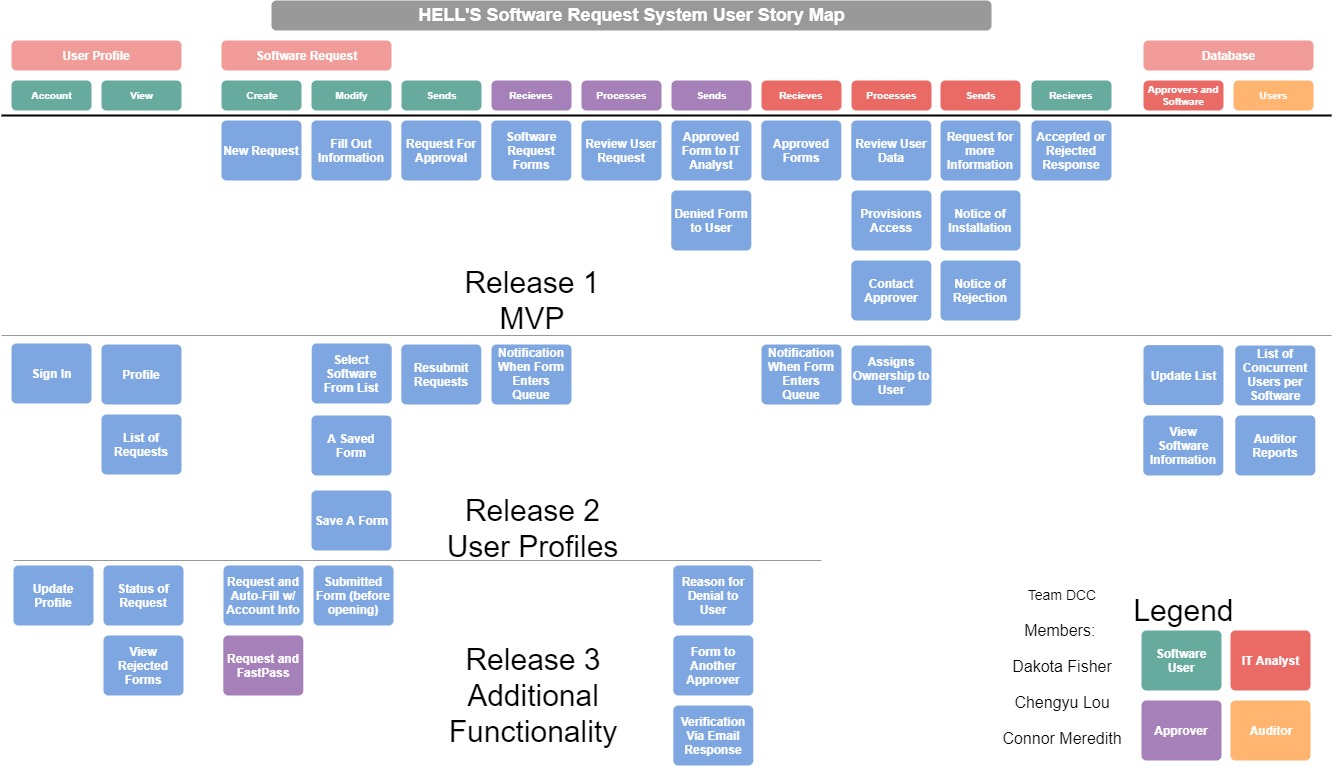 HELL'S Software Request System User Story Map
User Profile
Software Request
Database
Account
View
Create
Modify
Sends
Recieves
Processes
Sends
Recieves
Processes
Sends
Recieves
Approvers and
Software
Users
New Request
Fill Out
Information
Request For
Approval
Software
Request
Forms
Review User
Request
Approved
Form to IT
Analyst
Approved
Forms
Review User
Data
Request for
more
Information
Accepted or
Rejected
Response
Denied Form
to User
Provisions
Access
Notice of
Installation
Contact
Approver
Notice of
Rejection
Release 1
MVP
Sign In
Profile
Select
Software
From List
Resubmit
Requests
Notification
When Form
Enters
Queue
Notification
When Form
Enters
Queue
Assigns
Ownership to
User
Update List
List of
Concurrent
Users per
Software
List of
Requests
A Saved
Form
View
Software
Information
Auditor
Reports
Save A Form
Release 2
User Profiles
Update
Profile
Status of
Request
Request and
Auto-Fill w/
Account Info
Submitted
Form (before
opening)
Reason for
Denial to
User
View
Rejected
Forms
Request and
FastPass
Form to
Another
Approver
Verification
Via Email
Response
Release 3
Additional
Functionality
Team DCC
Members:
Dakota Fisher
Chengyu Lou
Connor Meredith
Legend
Software
User
IT Analyst
Approver
Auditor